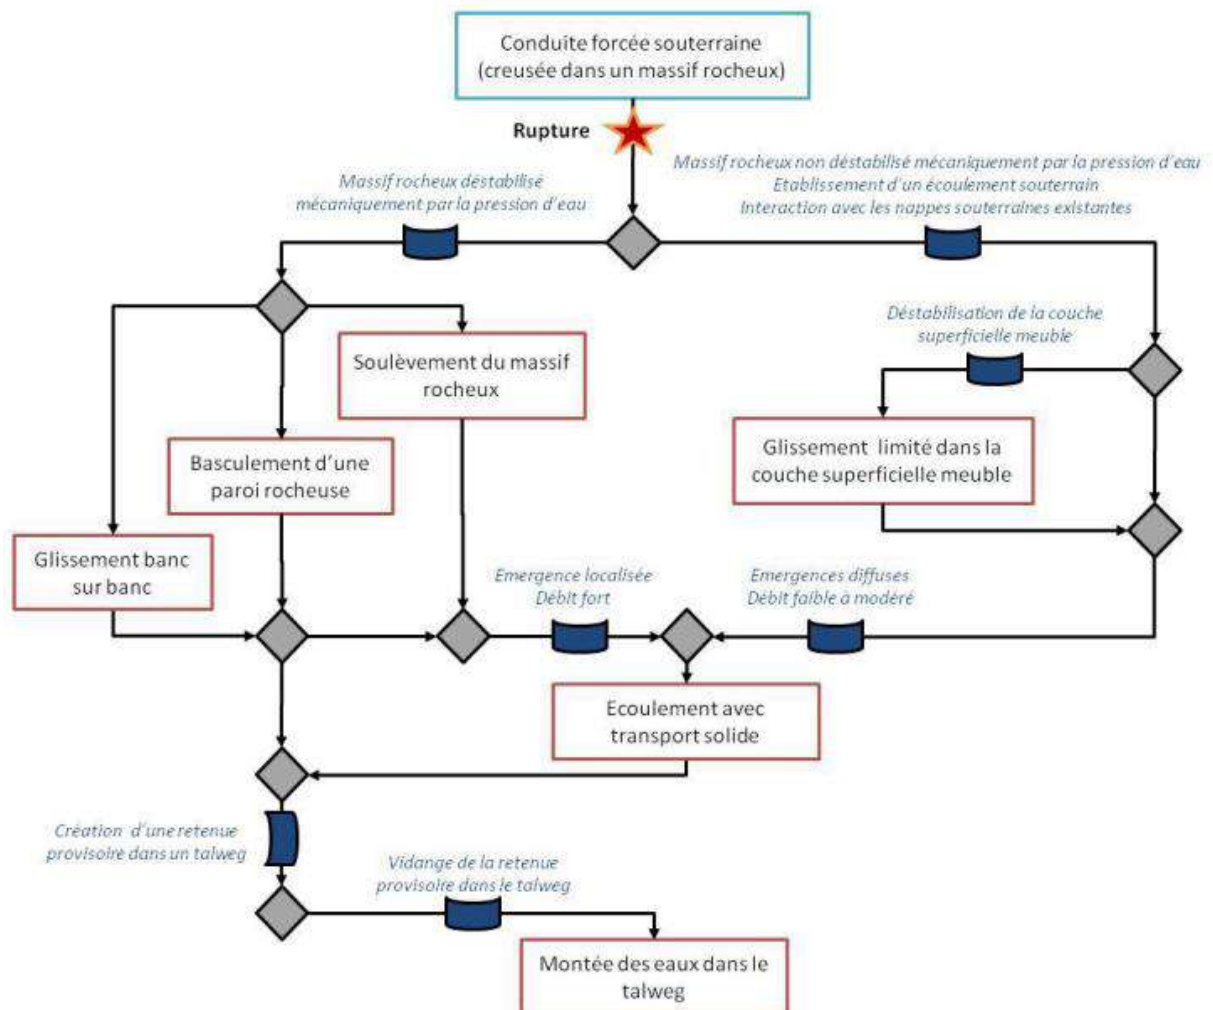 Conduite forcée souterraine
(creusée dans un massif rocheux)
Rupture
Massif rocheux déstabilisé
mécaniquement par la pression d'eau
Massif rocheux non déstabilisé mécaniquement par la pression d'eau
Etablissement d'un écoulement souterrain
Interaction avec les nappes souterraines existantes
Déstabilisation de la couche
superficielle meuble
Soulèvement du massif
rocheux
Basculement d'une
paroi rocheuse
Glissement limité dans la
couche superficielle meuble
Glissement banc
sur banc
Emergence localisée
Débit fort
Emergences diffuses
Débit faible à modéré
Ecoulement avec
transport solide
Création d'une retenue
provisoire dans un talweg
Vidange de la retenue
provisoire dans le talweg
Montée des eaux dans le
talweg